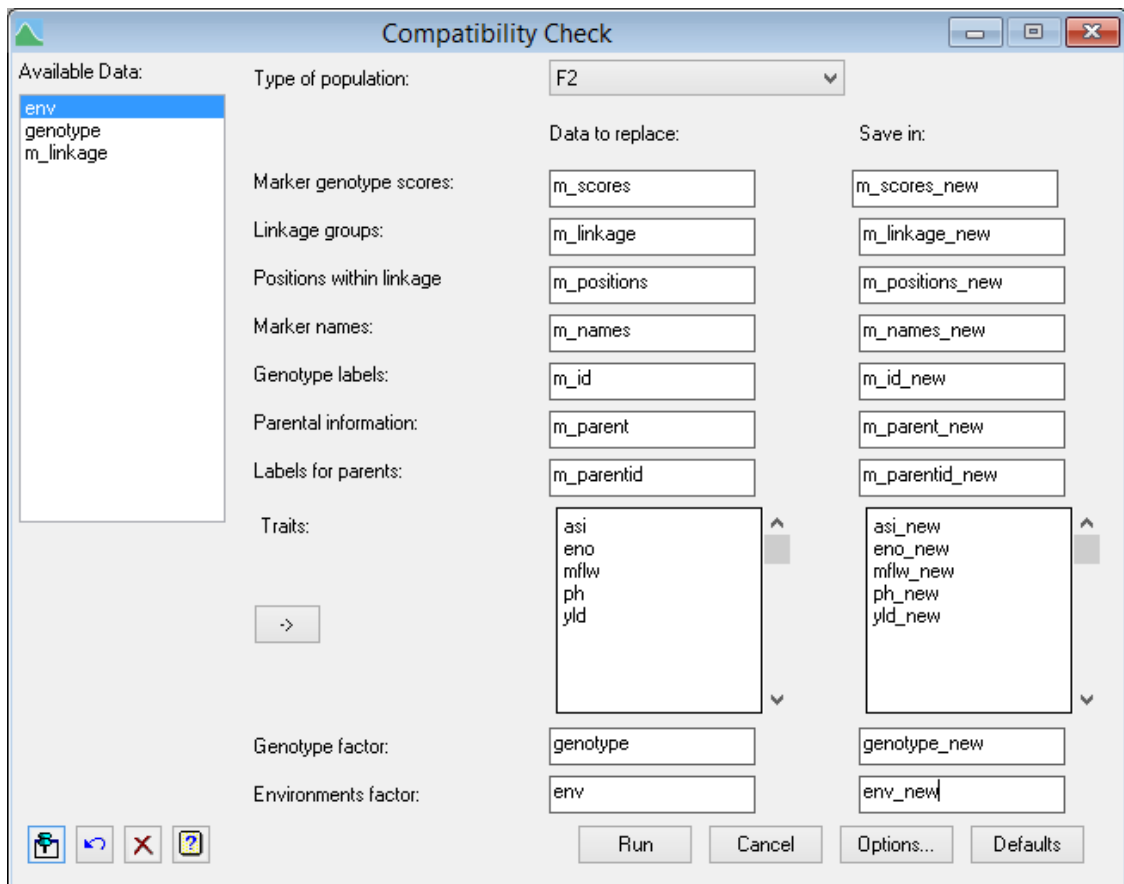 Compatibility Check
Available Data:
env
genotype
m_linkage
Type of population:
F2
Data to replace:
Save in:
Marker genotype scores:
m_scores
m_scores_new
Linkage groups:
m_linkage
m_linkage_new
Positions within linkage
m_positions
m_positions_new
Marker names:
m_names
m_names_new
Genotype labels:
m_id
m_id_new
Parental information:
m_parent
m_parent_new
Labels for parents:
m_parentid
m_parentid_new
Traits:
asi
eno
mflw
ph
yld
asi_new
eno_new
mflw_new
ph_new
yld_new
->
Genotype factor:
genotype
genotype_new
Environments factor:
env
env_new
?
Run
Cancel
Options...
Defaults